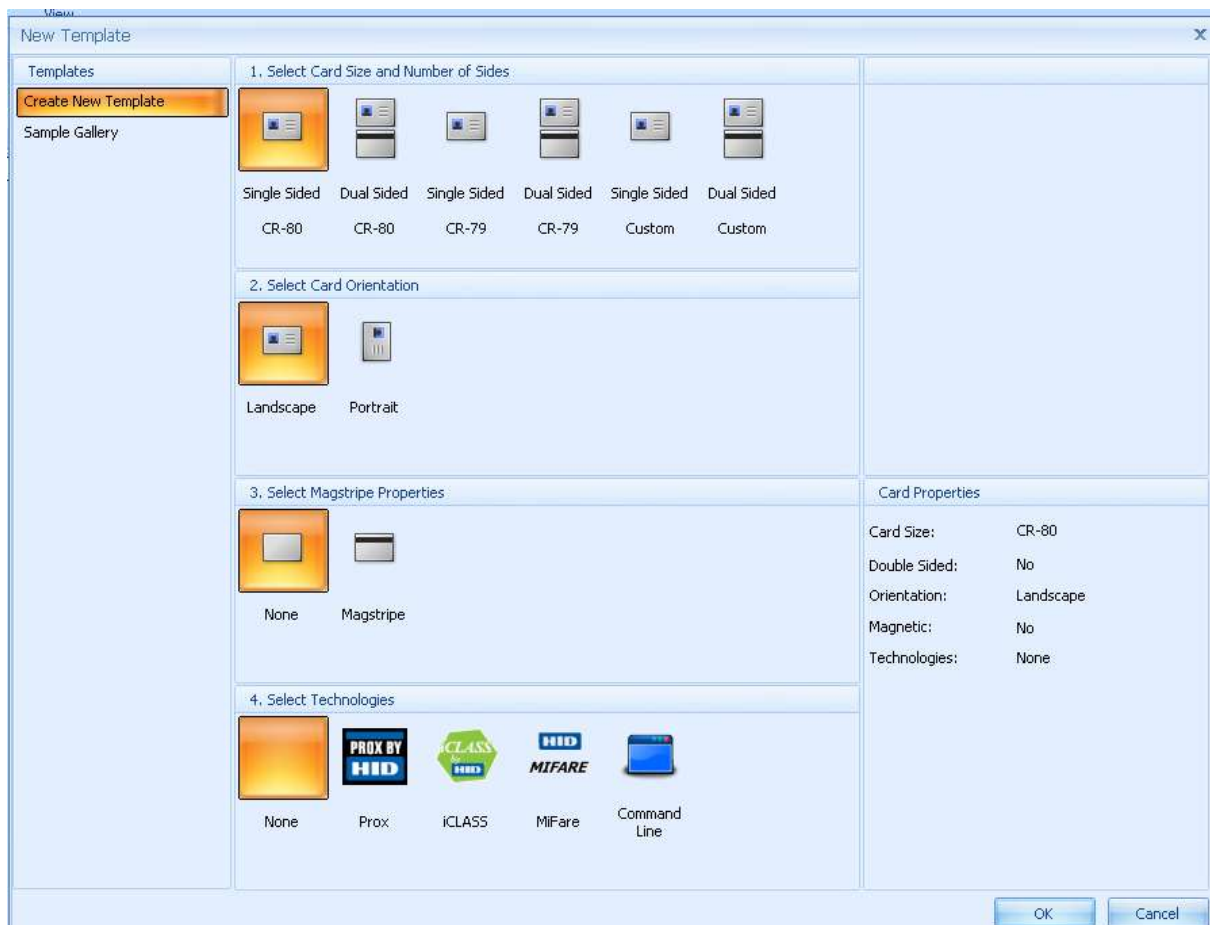 View
New Template
X
Templates
Create New Template
Sample Gallery
1. Select Card Size and Number of Sides
Single Sided Dual Sided Single Sided Dual Sided Single Sided Dual Sided
CR-80 CR-80 CR-79 CR-79 Custom Custom
2. Select Card Orientation
Landscape Portrait
3. Select Magstripe Properties
None Magstripe
4. Select Technologies
PROX BY
HID
iCLASS
by
HID
HID
MIFARE
None Prox iCLASS MiFare Command
Line
Card Properties
Card Size: CR-80
Double Sided: No
Orientation: Landscape
Magnetic: No
Technologies: None
OK Cancel